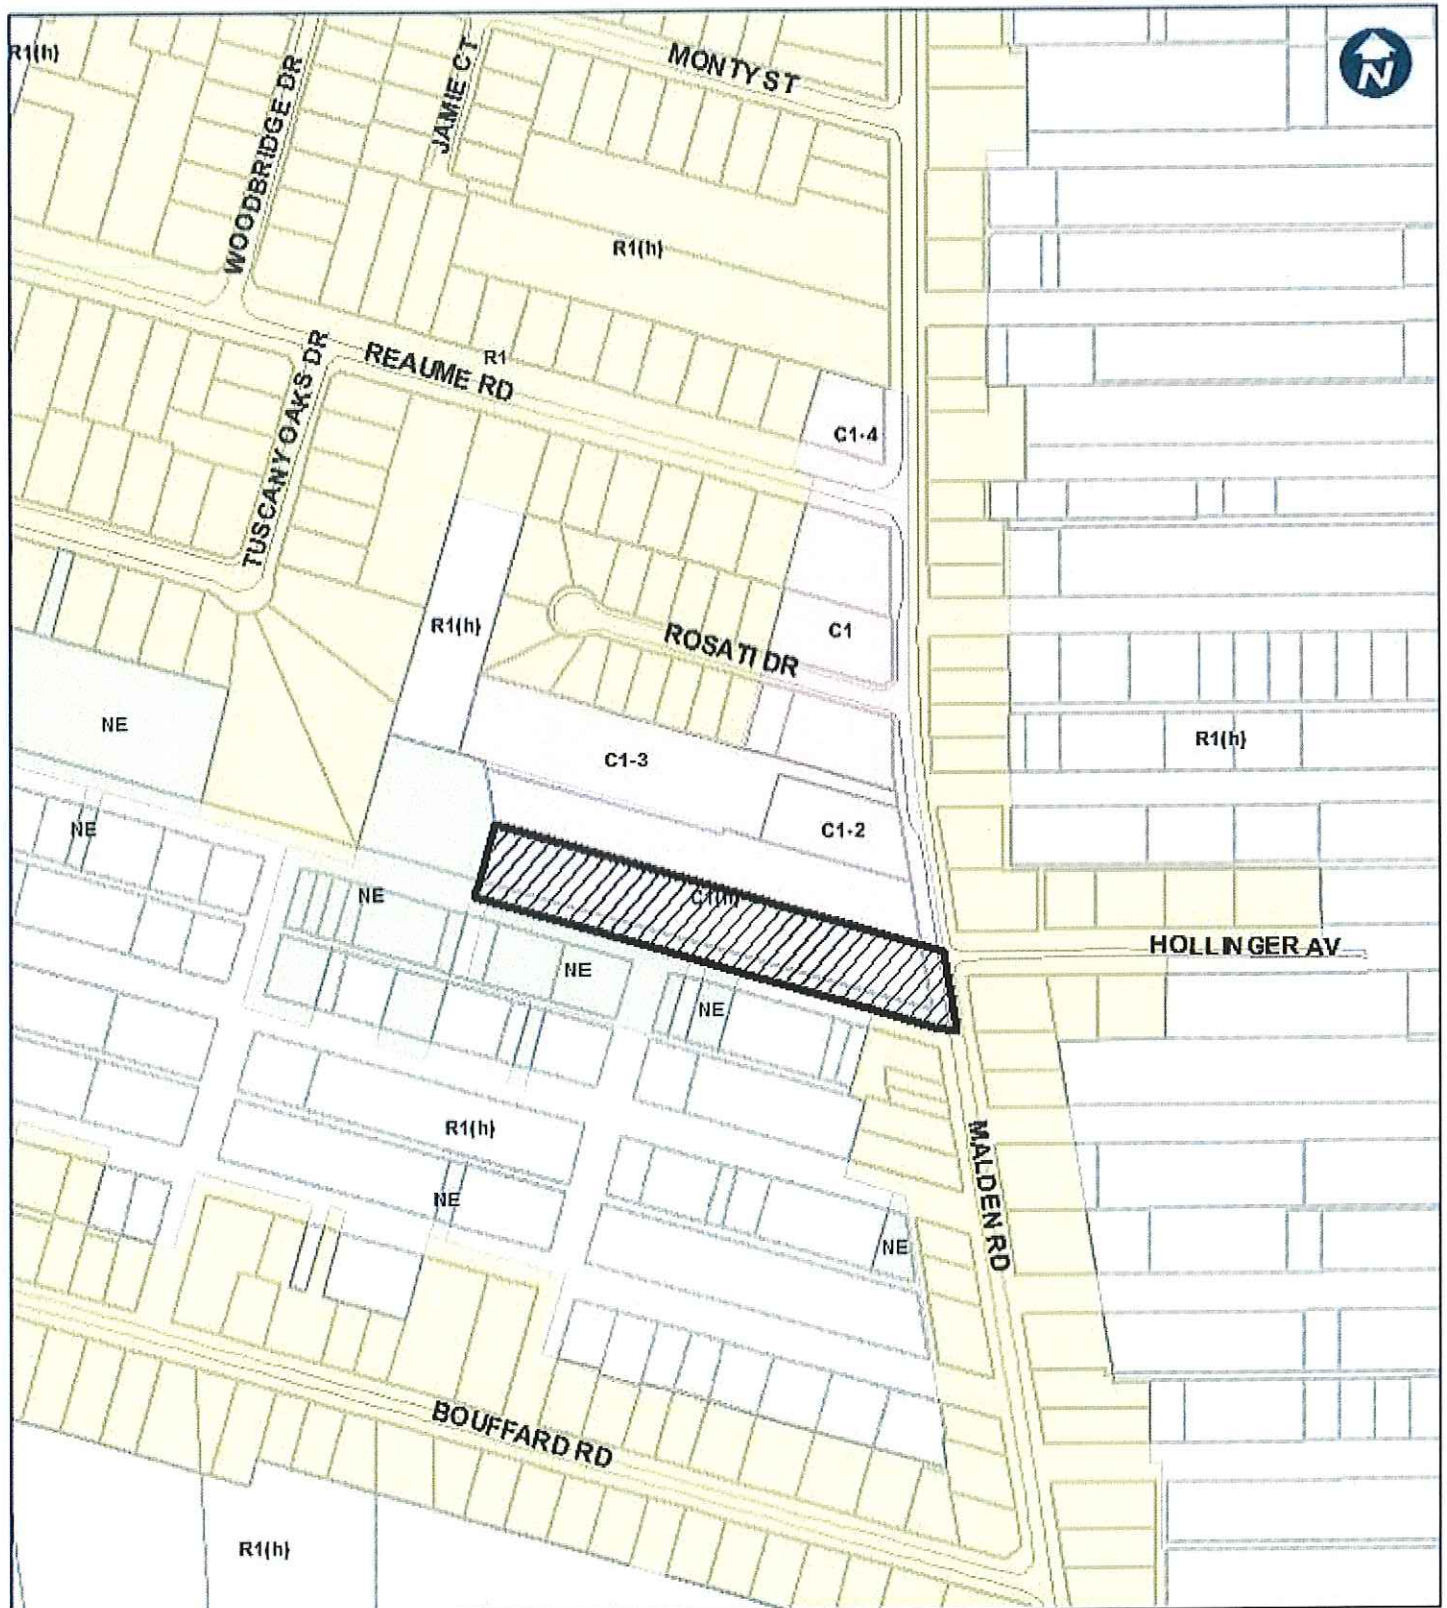 N
R1(h)
MONTY ST
WOODBRIDGE DR
JAMIE CT
R1(h)
R1
REAUME RD
TUSCANY OAKS DR
C1-4
R1(h)
ROSATI DR
C1
NE
C1-3
R1(h)
NE
C1-2
NE
C1(h)
HOLLINGER AV
NE
NE
R1(h)
MALDEN RD
NE
NE
BOUFFARD RD
R1(h)